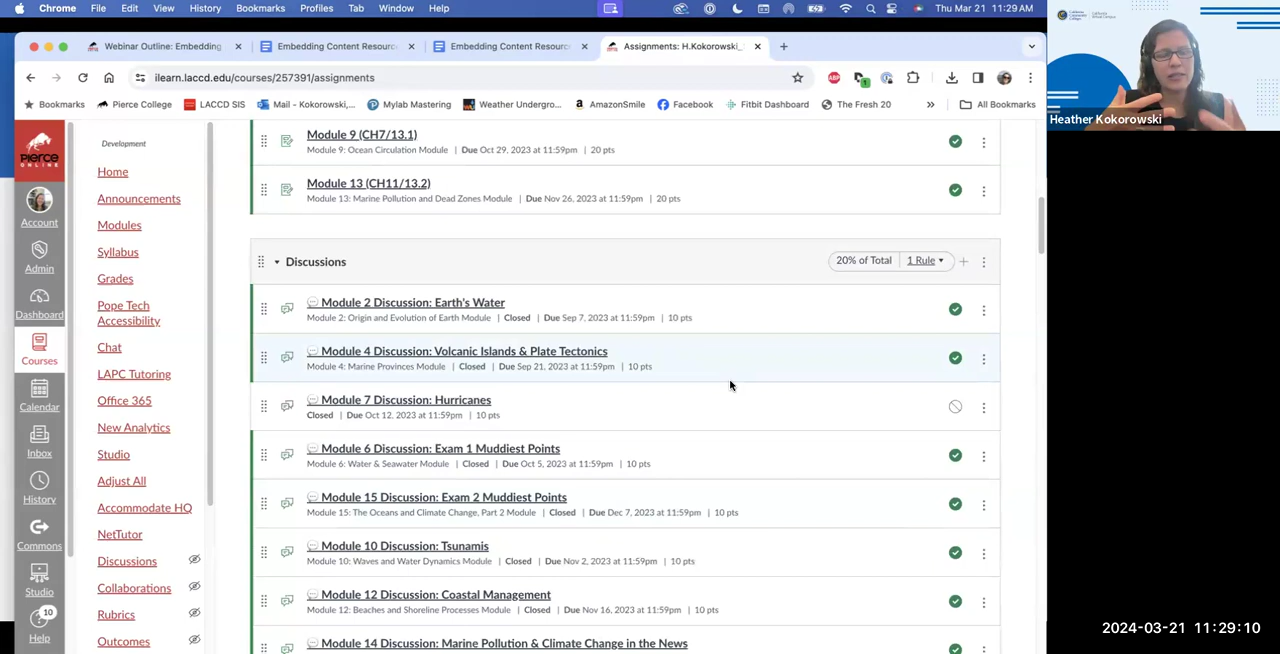 Chrome File Edit View History Bookmarks Profiles Tab Window Help Thu Mar 21 11:29 AM
Webinar Outline: Embedding
Embedding Content Resourc
Embedding Content Resourc
Assignments: H.Kokorowski_
ilearn.laccd.edu/courses/257391/assignments
Bookmarks Pierce College LACCD SIS Mail - Kokorowski,... Mylab Mastering Weather Undergro... AmazonSmile Facebook Fitbit Dashboard The Fresh 20 » All Bookmarks
PIERCE
ONLINE
Account
Admin
Dashboard
Courses
Calendar
Inbox
History
Commons
Studio
10
Help
Development
Home
Announcements
Modules
Syllabus
Grades
Pope Tech
Accessibility
Chat
LAPC Tutoring
Office 365
New Analytics
Studio
Adjust All
Accommodate HQ
NetTutor
Discussions
Collaborations
Rubrics
Outcomes
Module 9 (CH7/13.1)
Module 9: Ocean Circulation Module | Due Oct 29, 2023 at 11:59pm | 20 pts
Module 13 (CH11/13.2)
Module 13: Marine Pollution and Dead Zones Module | Due Nov 26, 2023 at 11:59pm | 20 pts
Discussions 20% of Total 1 Rule
Module 2 Discussion: Earth's Water
Module 2: Origin and Evolution of Earth Module | Closed | Due Sep 7, 2023 at 11:59pm | 10 pts
Module 4 Discussion: Volcanic Islands & Plate Tectonics
Module 4: Marine Provinces Module | Closed | Due Sep 21, 2023 at 11:59pm | 10 pts
Module 7 Discussion: Hurricanes
Closed | Due Oct 12, 2023 at 11:59pm | 10 pts
Module 6 Discussion: Exam 1 Muddiest Points
Module 6: Water & Seawater Module | Closed | Due Oct 5, 2023 at 11:59pm | 10 pts
Module 15 Discussion: Exam 2 Muddiest Points
Module 15: The Oceans and Climate Change, Part 2 Module | Closed | Due Dec 7, 2023 at 11:59pm | 10 pts
Module 10 Discussion: Tsunamis
Module 10: Waves and Water Dynamics Module | Closed | Due Nov 2, 2023 at 11:59pm | 10 pts
Module 12 Discussion: Coastal Management
Module 12: Beaches and Shoreline Processes Module | Closed | Due Nov 16, 2023 at 11:59pm | 10 pts
Module 14 Discussion: Marine Pollution & Climate Change in the News
Heather Kokorowski
2024-03-21 11:29:10